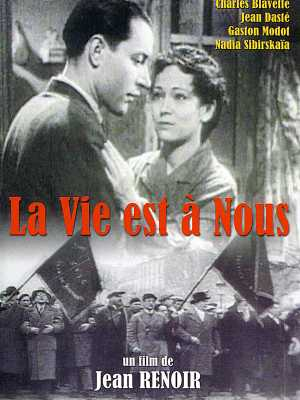 Charles Blavette
Jean Dasté
Gaston Modot
Nadia Sibirskaïa
La Vie est à Nous
un film de
Jean RENOIR